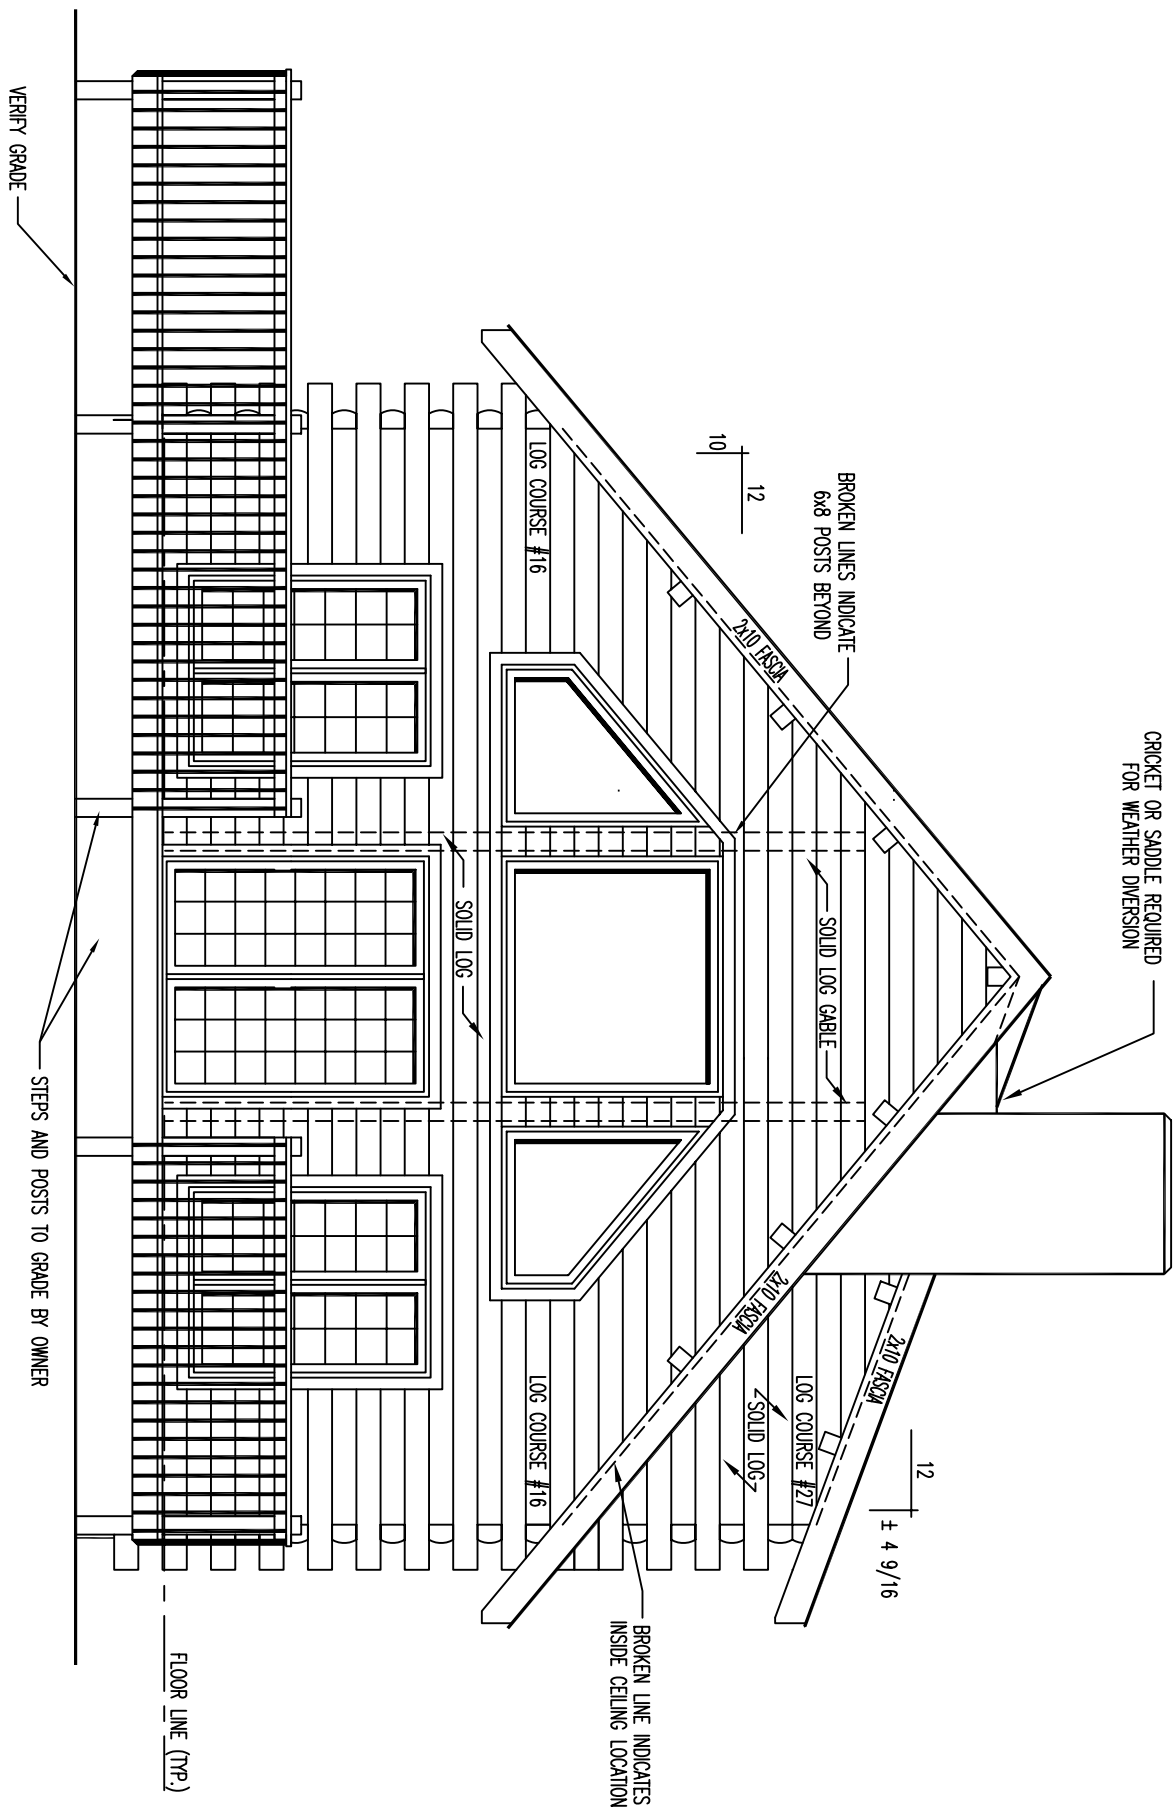 CRICKET OR SADDLE REQUIRED
FOR WEATHER DIVERSION
BROKEN LINES INDICATE
6x8 POSTS BEYOND
12
10
12
± 4 9/16
2x10 FASCIA
2x10 FASCIA
2x10 FASCIA
SOLID LOG GABLE
LOG COURSE #27
SOLID LOG
LOG COURSE #16
LOG COURSE #16
BROKEN LINE INDICATES
INSIDE CEILING LOCATION
SOLID LOG
FLOOR LINE (TYP.)
VERIFY GRADE
STEPS AND POSTS TO GRADE BY OWNER